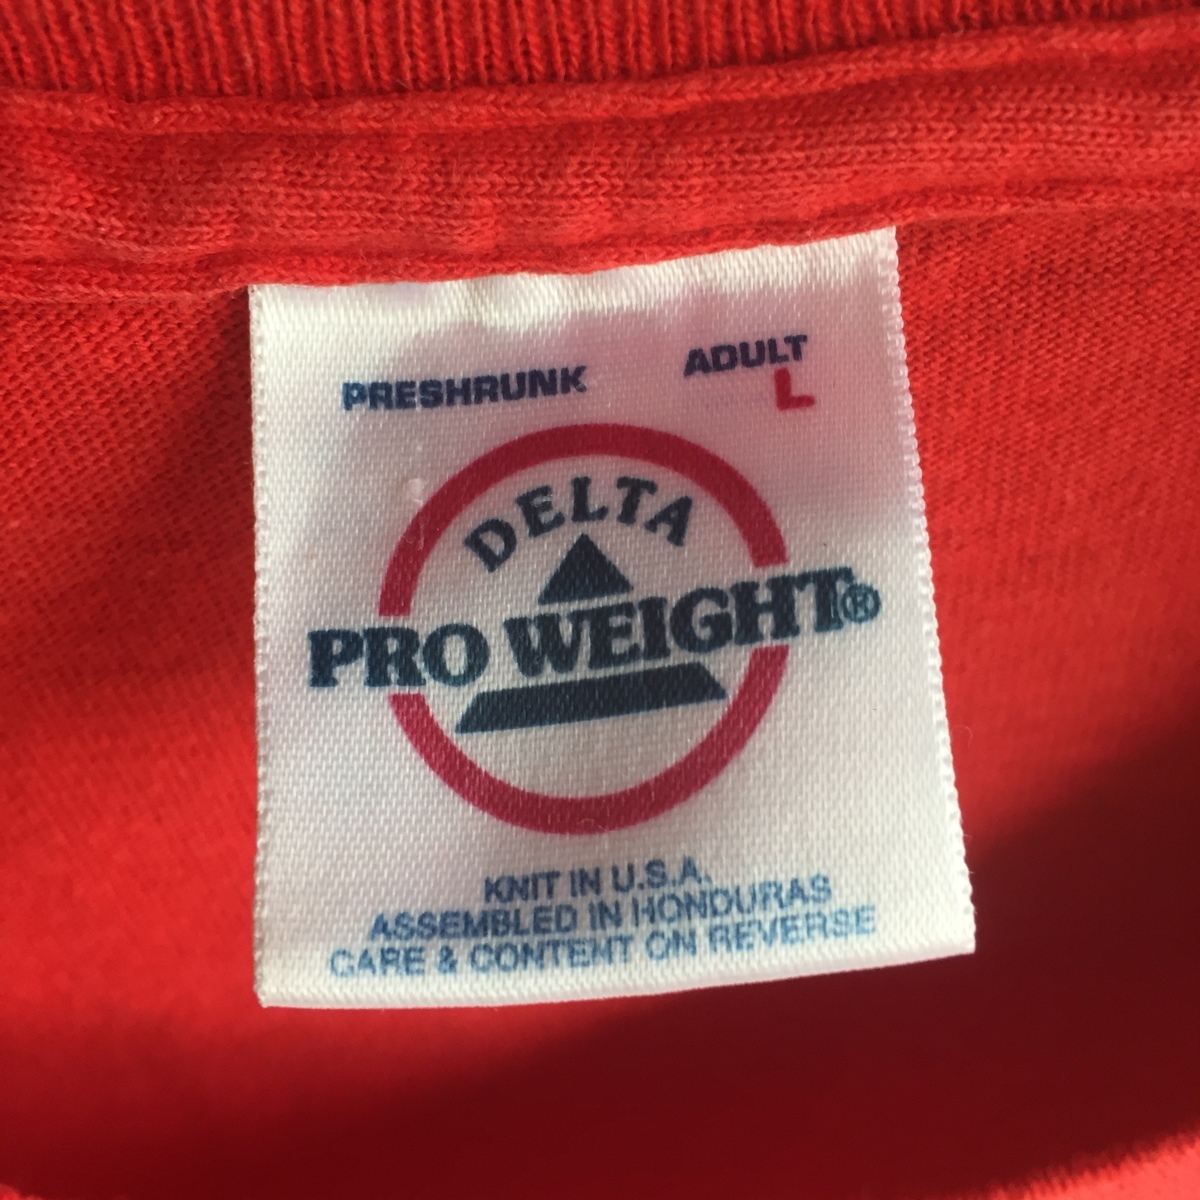 PRESHRUNK
ADULT
L
DELTA
PRO WEIGHT®
KNIT IN U.S.A.
ASSEMBLED IN HONDURAS
CARE & CONTENT ON REVERSE